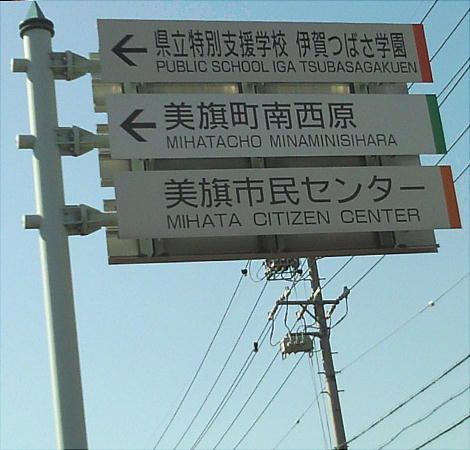 県立特別支援学校 伊賀つばさ学園
PUBLIC SCHOOL IGA TSUBASAGAKUEN
美旗町南西原
MIHATACHO MINAMINISIHARA
美旗市民センター
MIHATA CITIZEN CENTER